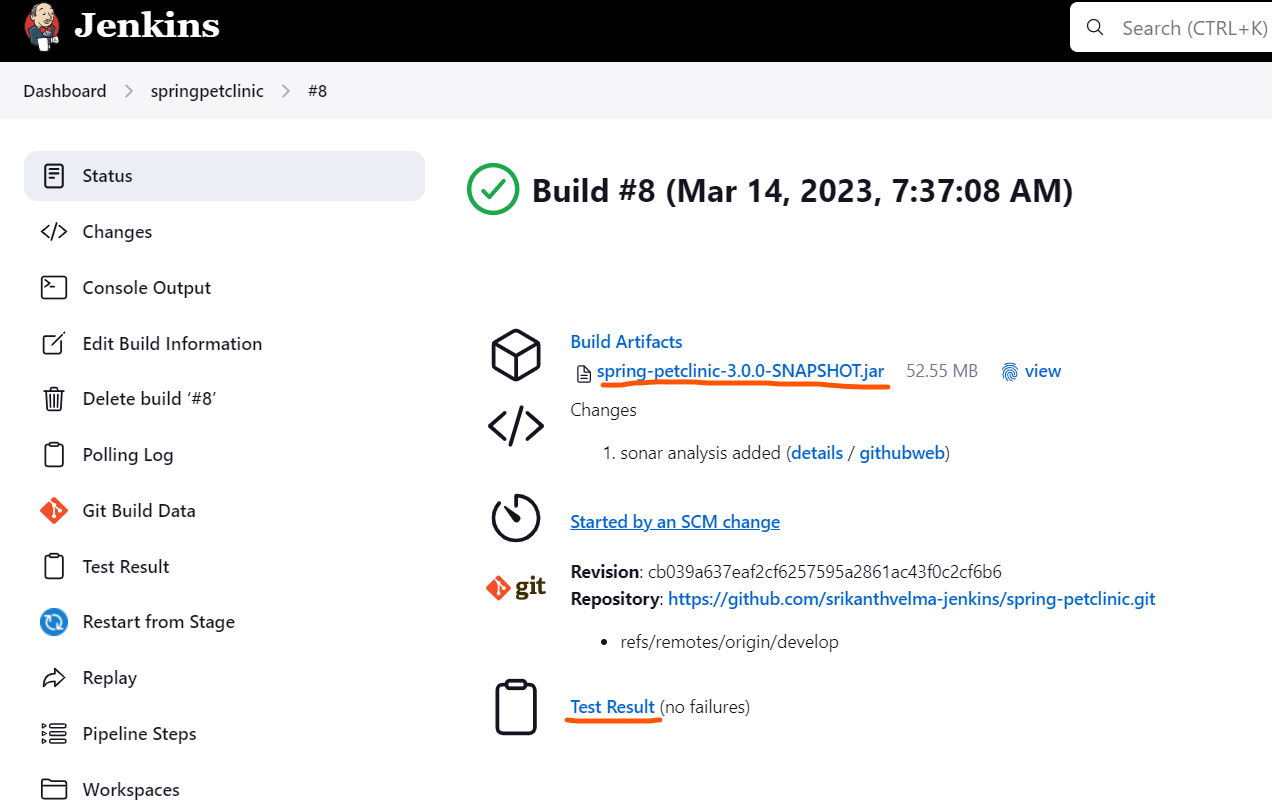 Jenkins
Search (CTRL+K)
Dashboard > springpetclinic > #8
Status
Changes
Console Output
Edit Build Information
Delete build ‘#8’
Polling Log
Git Build Data
Test Result
Restart from Stage
Replay
Pipeline Steps
Workspaces
Build #8 (Mar 14, 2023, 7:37:08 AM)
Build Artifacts
spring-petclinic-3.0.0-SNAPSHOT.jar 52.55 MB view
Changes
1. sonar analysis added (details / githubweb)
Started by an SCM change
git
Revision: cb039a637eaf2cf6257595a2861ac43f0c2cf6b6
Repository: https://github.com/srikanthvelma-jenkins/spring-petclinic.git
• refs/remotes/origin/develop
Test Result (no failures)